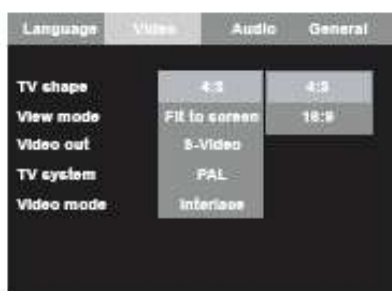 Language Video Audio General
TV shape 4:3 4:3
View mode Fit to screen 16:9
Video out S-Video
TV system PAL
Video mode Interlace